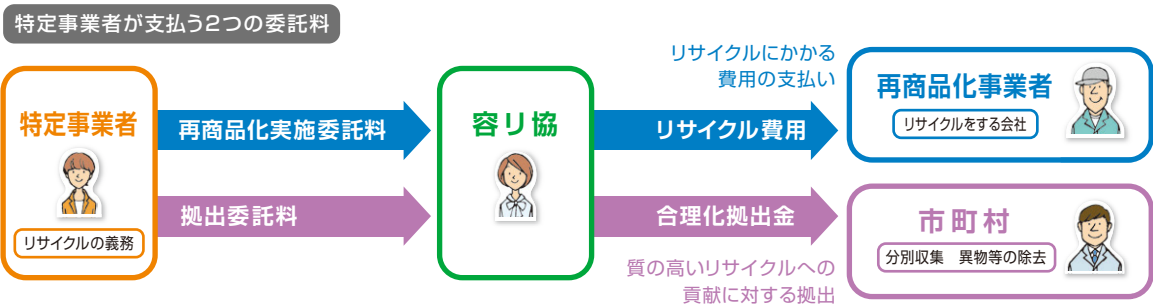 特定事業者が支払う2つの委託料
特定事業者
リサイクルの義務
再商品化実施委託料
拠出委託料
容リ協
リサイクルにかかる
費用の支払い
リサイクル費用
合理化拠出金
質の高いリサイクルへの
貢献に対する拠出
再商品化事業者
リサイクルをする会社
市町村
分別収集　異物等の除去